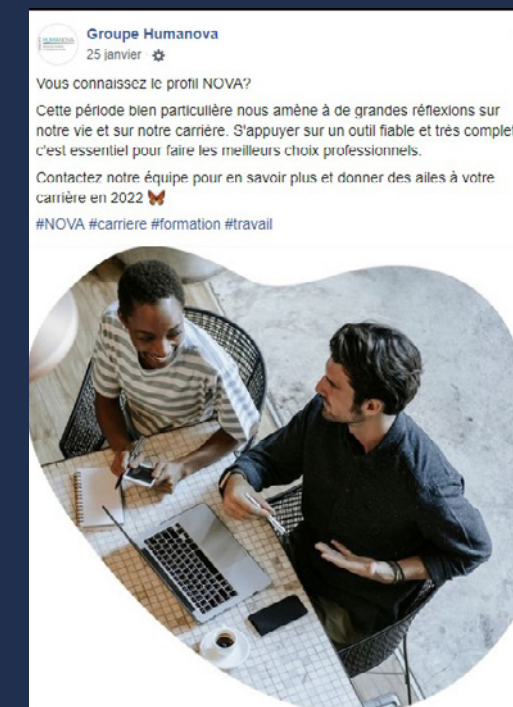 Groupe Humanova
25 janvier
Vous connaissez le profil NOVA?
Cette période bien particulière nous amène à de grandes réflexions sur
notre vie et sur notre carrière. S'appuyer sur un outil fiable et très complet
c'est essentiel pour faire les meilleurs choix professionnels.
Contactez notre équipe pour en savoir plus et donner des ailes à votre
carrière en 2022
#NOVA #carriere #formation #travail